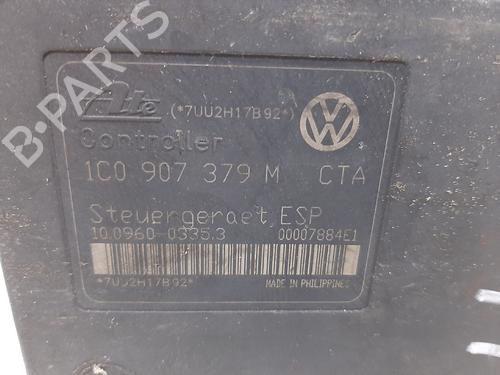 B-PARTS
Ate (*7UU2H17B92*)
Controller
1C0 907 379 M CTA
Steuergeraet ESP
10.0960-0335.3 00007884E1
*7UU2H17B92* MADE IN PHILIPPINES